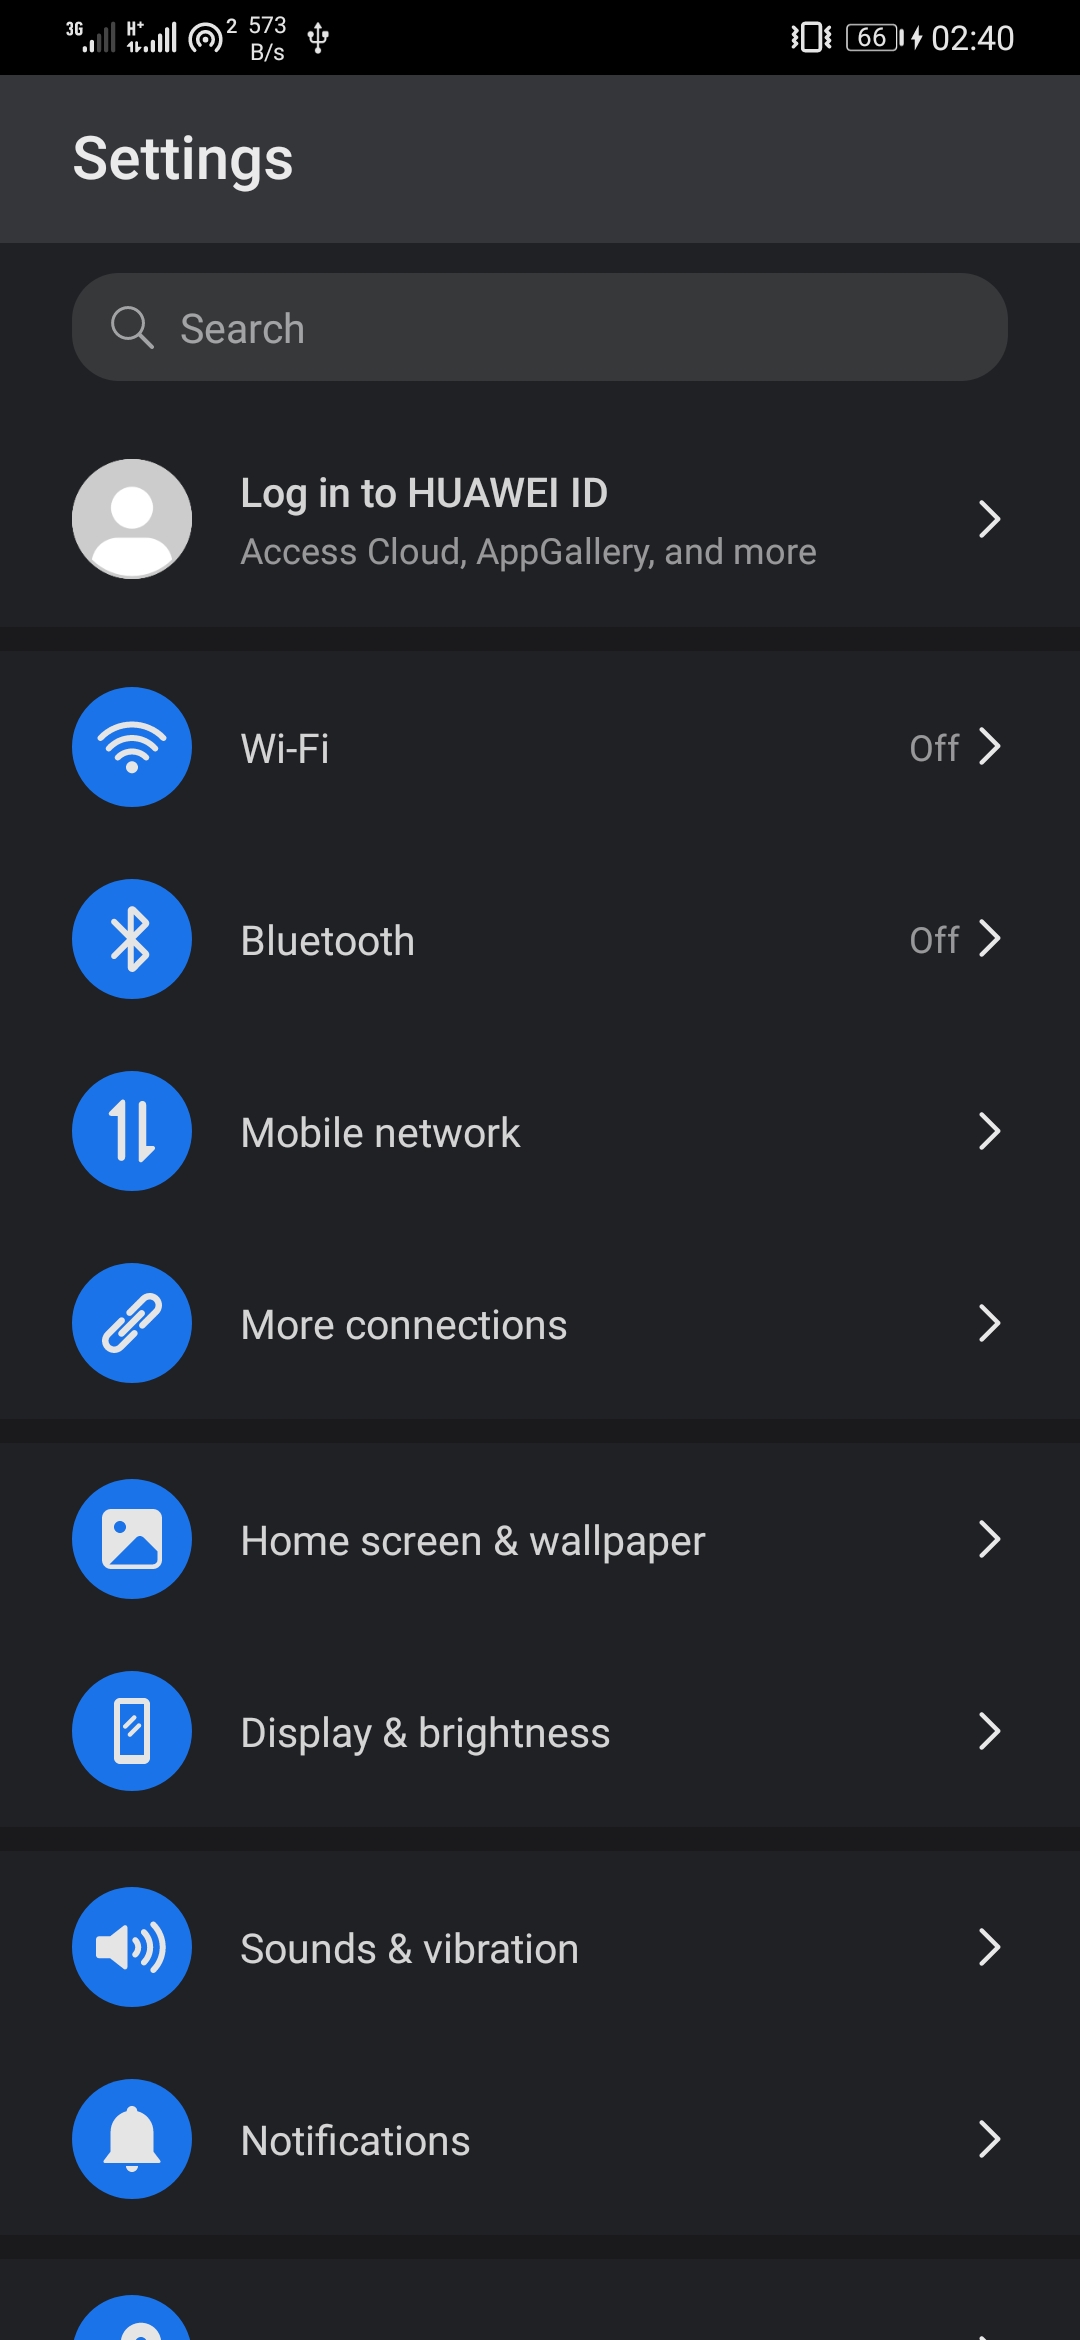 3G H+ 2 573 B/s 66 02:40
Settings
Search
Log in to HUAWEI ID
Access Cloud, AppGallery, and more
Wi-Fi Off
Bluetooth Off
Mobile network
More connections
Home screen & wallpaper
Display & brightness
Sounds & vibration
Notifications